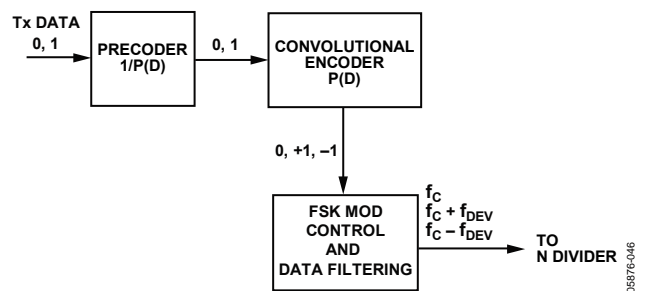 Tx DATA
0, 1
PRECODER
1/P(D)
0, 1
CONVOLUTIONAL
ENCODER
P(D)
0, +1, –1
FSK MOD
CONTROL
AND
DATA FILTERING
fC
fC + fDEV
fC – fDEV
TO
N DIVIDER
05876-046